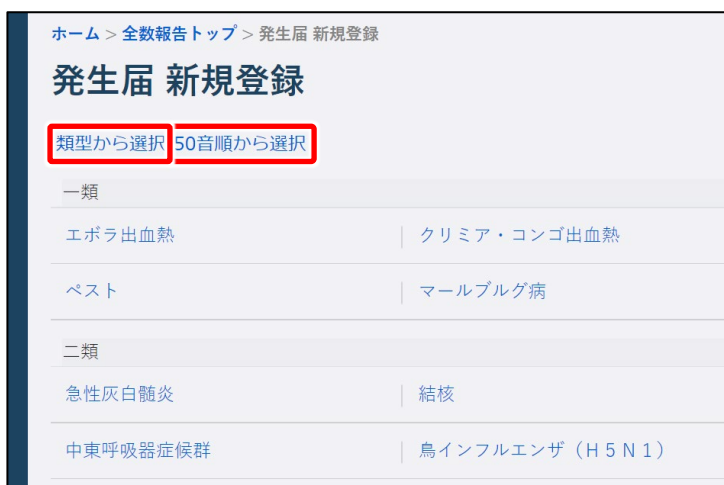 ホーム > 全数報告トップ > 発生届 新規登録
発生届 新規登録
類型から選択 50音順から選択
一類
エボラ出血熱 クリミア・コンゴ出血熱
ペスト マールブルグ病
二類
急性灰白髄炎 結核
中東呼吸器症候群 鳥インフルエンザ（Ｈ５Ｎ１）